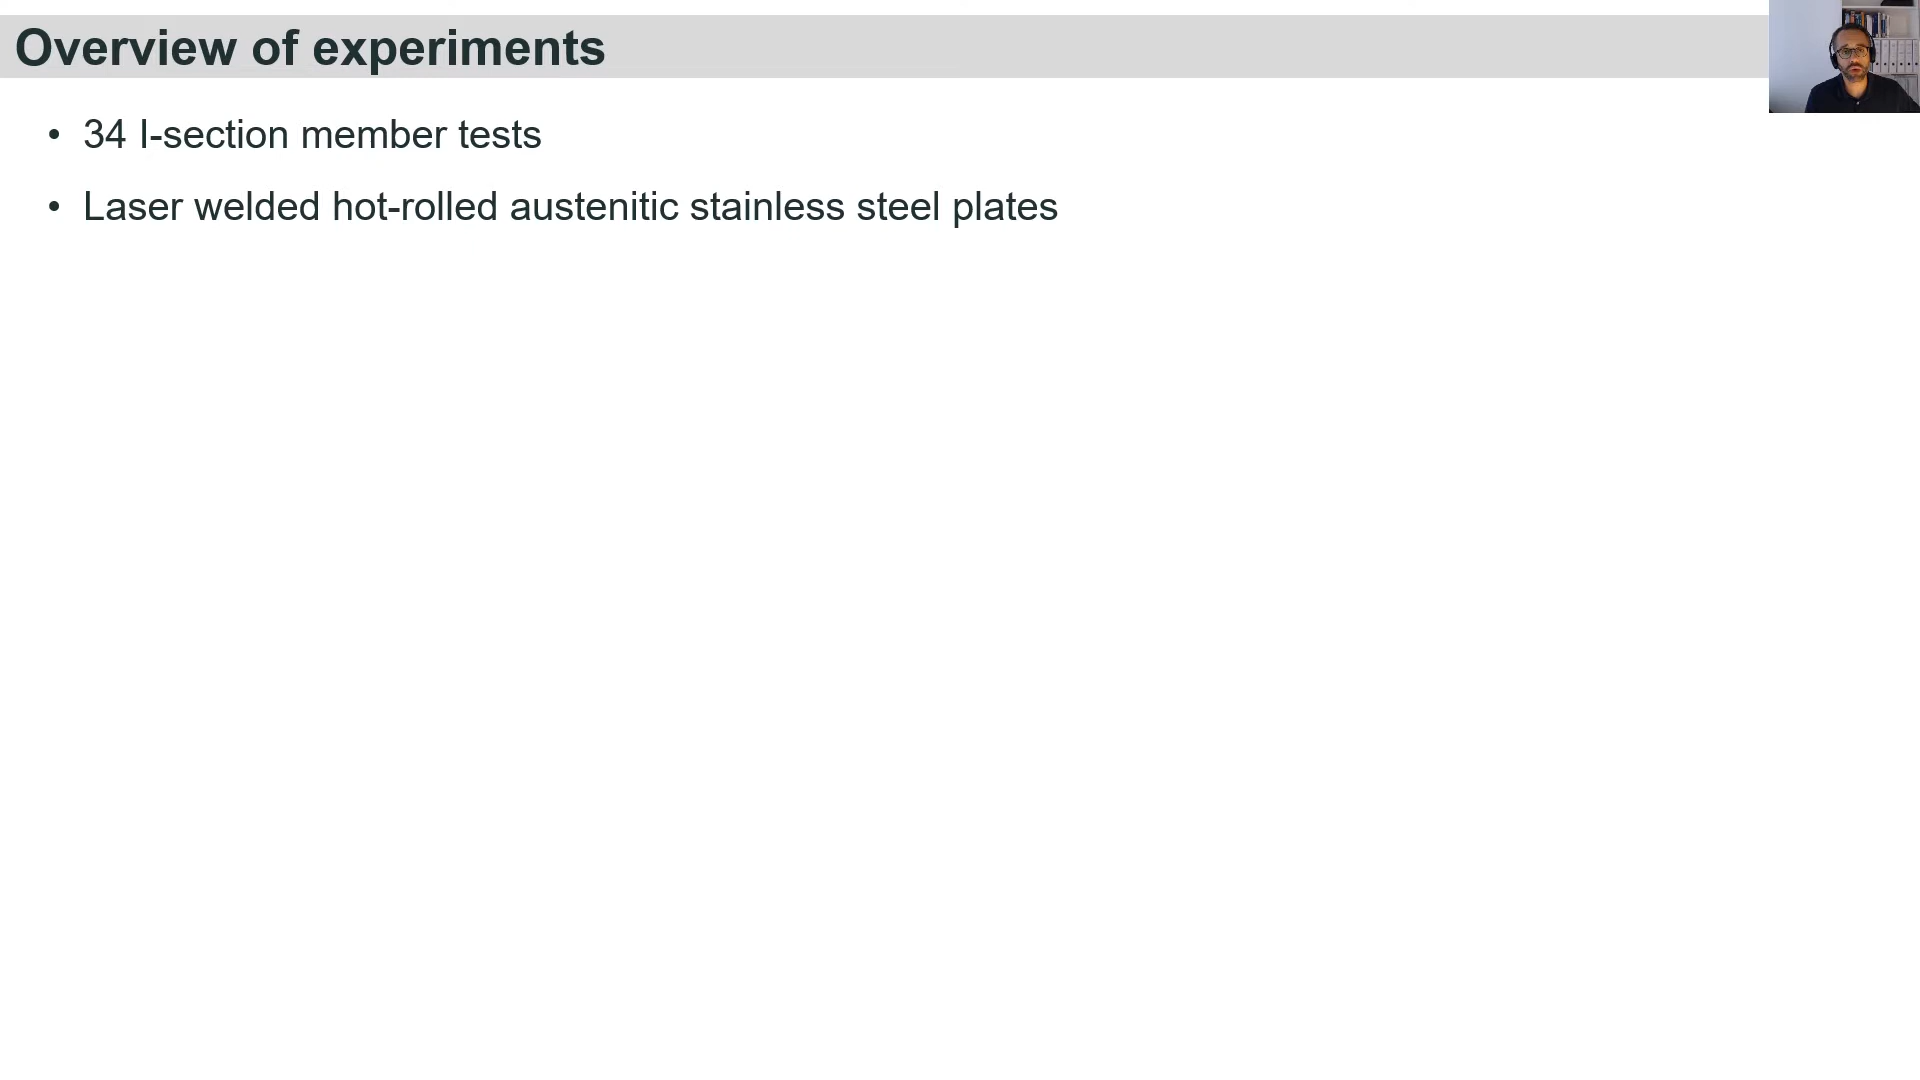 Overview of experiments
• 34 I-section member tests
• Laser welded hot-rolled austenitic stainless steel plates